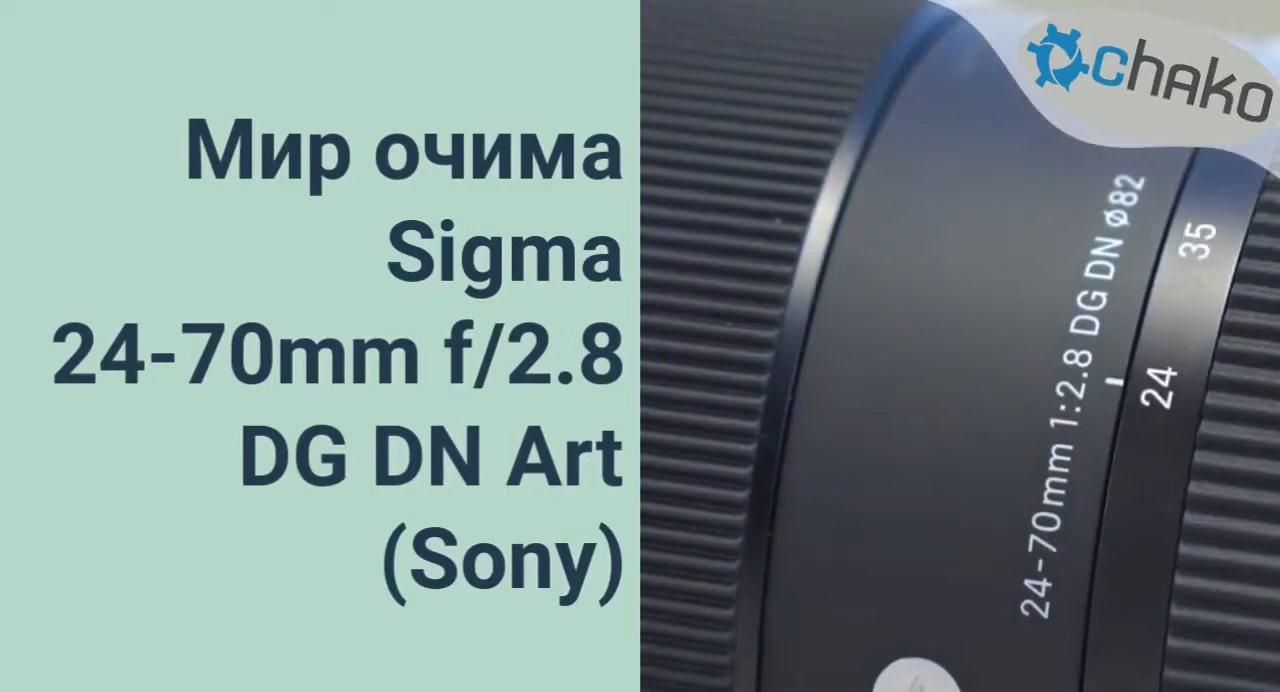 Мир очима
Sigma
24-70mm f/2.8
DG DN Art
(Sony)
chako
24-70mm 1:2.8 DG DN ø82
35
24